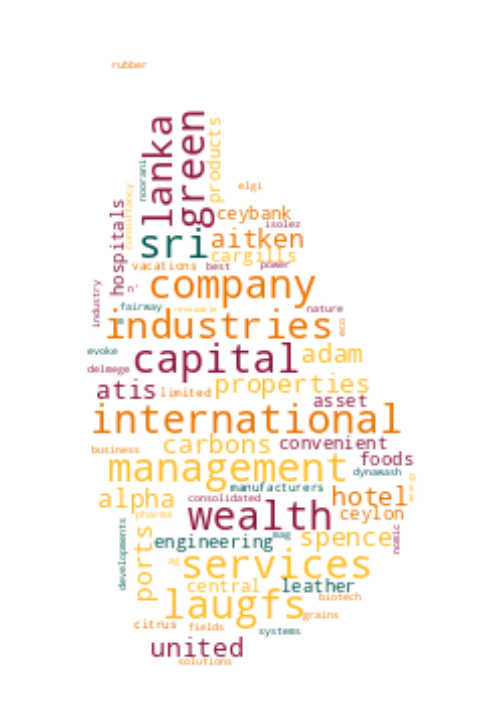 rubber
lanka
green
products
noorani
consultancy
hospitals
elgi
ceybank
isolez
sri
aitken
cargills
vacations
best
power
industry
n'
company
fairway
renewable
nature
industries
eco
evoke
capital
adam
delmege
atis
limited
properties
asset
international
business
carbons
convenient
foods
management
dynawash
manufacturers
alpha
consolidated
hotel
pharma
wealth
ceylon
developments
ports
engineering
mag
spence
nomic
ag
services
central
leather
biotech
laugfs
grains
citrus
fields
systems
united
solutions